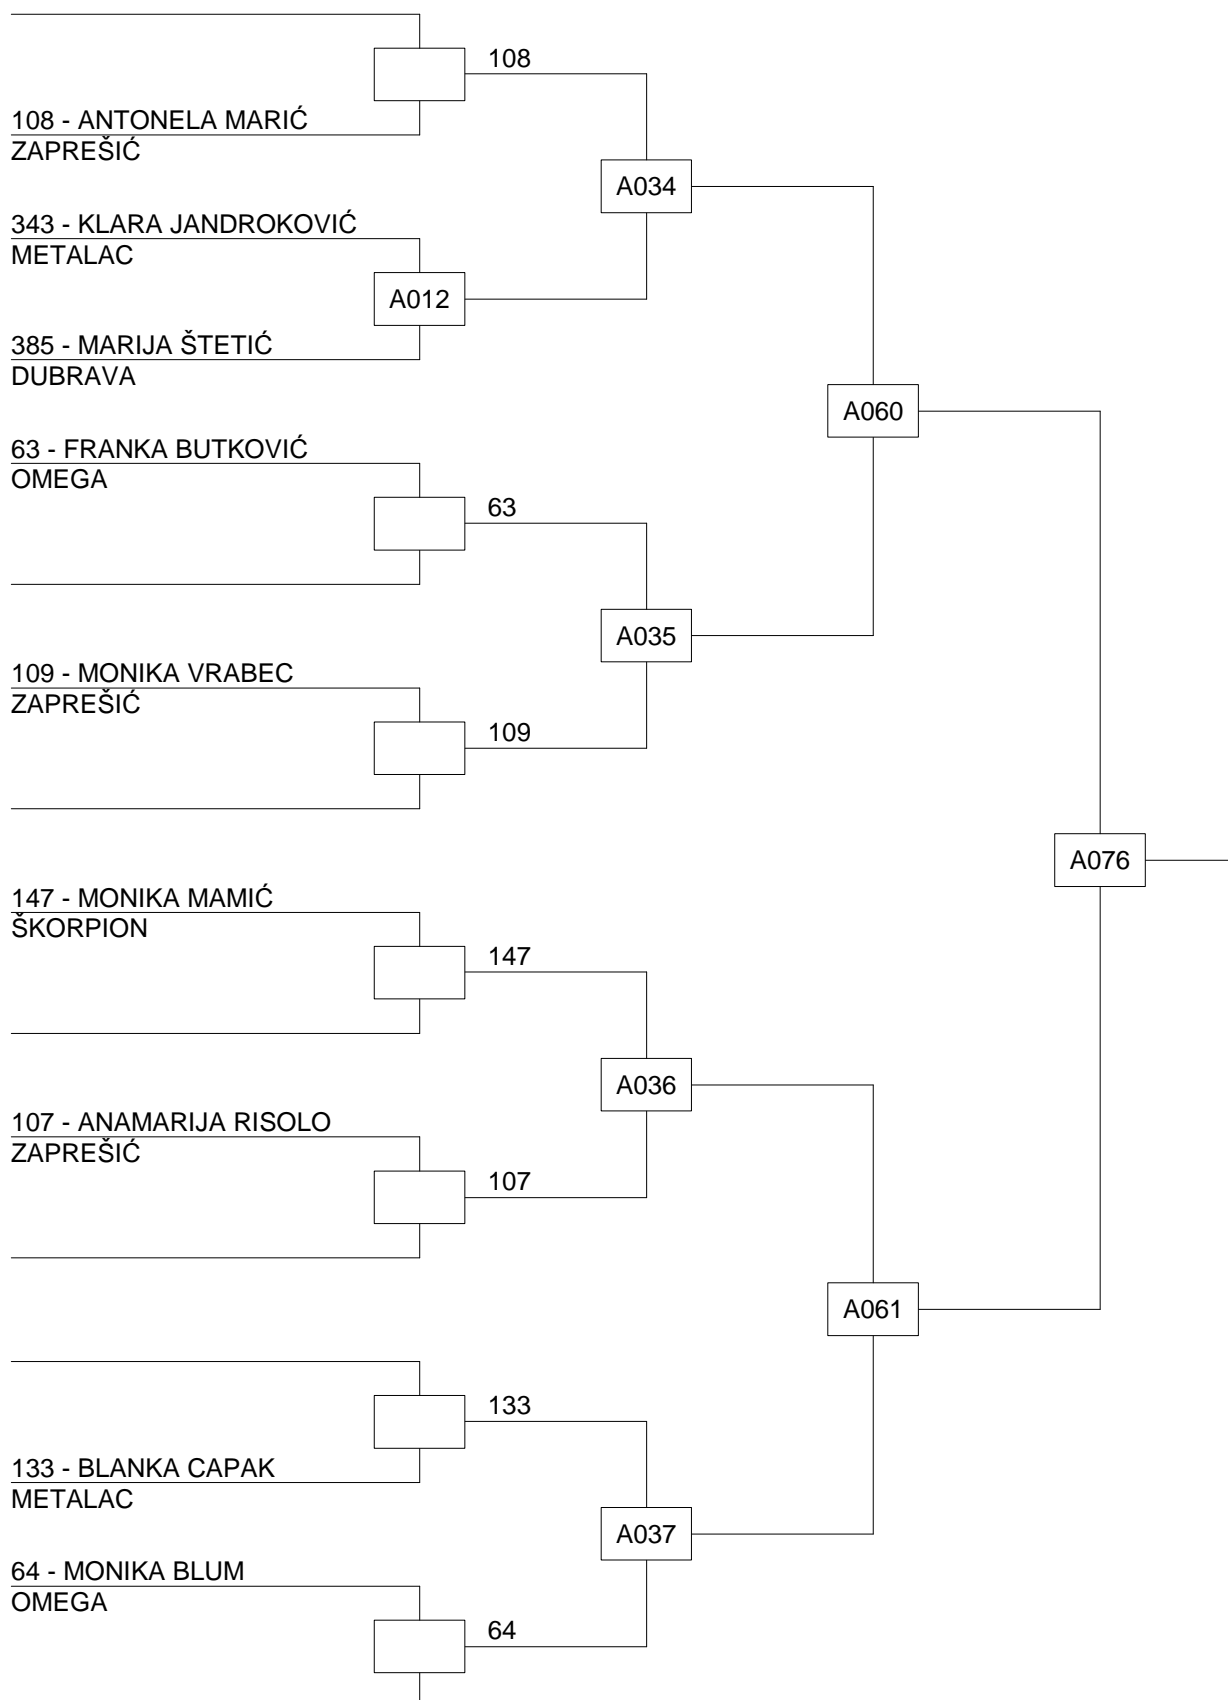 108
108 - ANTONELA MARIĆ
ZAPREŠIĆ
A034
343 - KLARA JANDROKOVIĆ
METALAC
A012
385 - MARIJA ŠTETIĆ
DUBRAVA
A060
63 - FRANKA BUTKOVIĆ
OMEGA
63
A035
109 - MONIKA VRABEC
ZAPREŠIĆ
109
A076
147 - MONIKA MAMIĆ
ŠKORPION
147
A036
107 - ANAMARIJA RISOLO
ZAPREŠIĆ
107
A061
133
133 - BLANKA CAPAK
METALAC
A037
64 - MONIKA BLUM
OMEGA
64